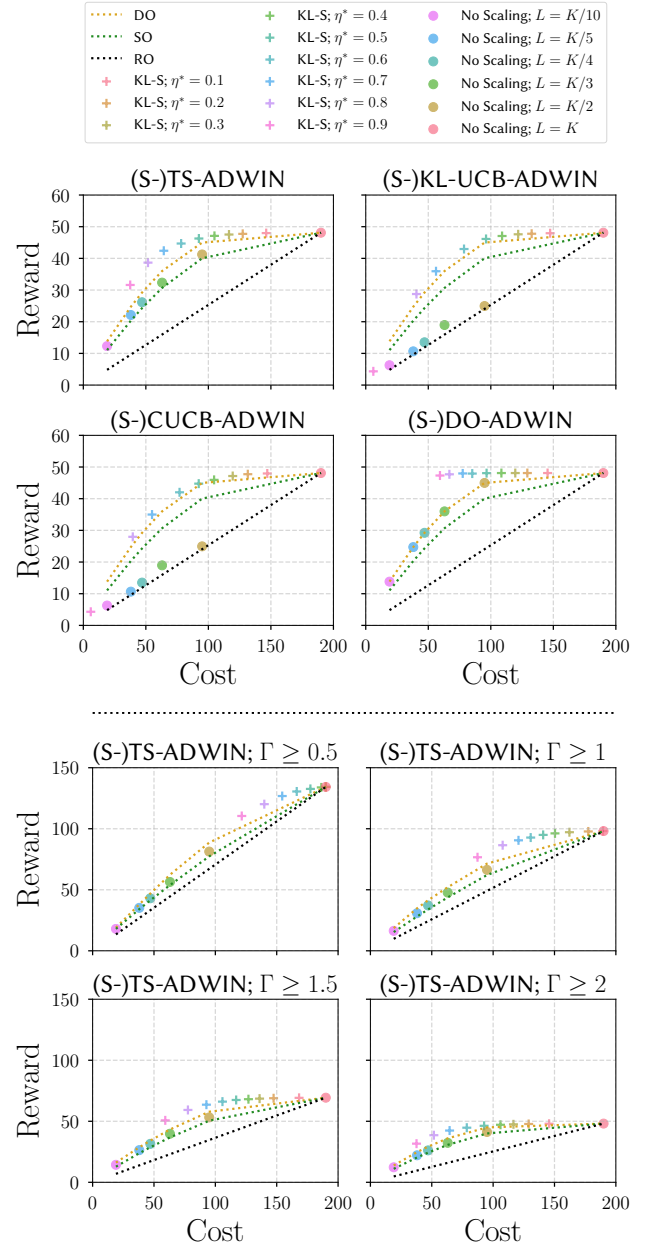 DO
SO
RO
KL-S; η* = 0.1
KL-S; η* = 0.2
KL-S; η* = 0.3
KL-S; η* = 0.4
KL-S; η* = 0.5
KL-S; η* = 0.6
KL-S; η* = 0.7
KL-S; η* = 0.8
KL-S; η* = 0.9
No Scaling; L = K/10
No Scaling; L = K/5
No Scaling; L = K/4
No Scaling; L = K/3
No Scaling; L = K/2
No Scaling; L = K
(S-)TS-ADWIN
60
50
40
30
20
10
0
Reward
(S-)KL-UCB-ADWIN
(S-)CUCB-ADWIN
60
50
40
30
20
10
0
Reward
0 50 100 150 200
Cost
(S-)DO-ADWIN
0 50 100 150 200
Cost
(S-)TS-ADWIN; Γ ≥ 0.5
150
100
50
0
Reward
(S-)TS-ADWIN; Γ ≥ 1
(S-)TS-ADWIN; Γ ≥ 1.5
150
100
50
0
Reward
0 50 100 150 200
Cost
(S-)TS-ADWIN; Γ ≥ 2
0 50 100 150 200
Cost